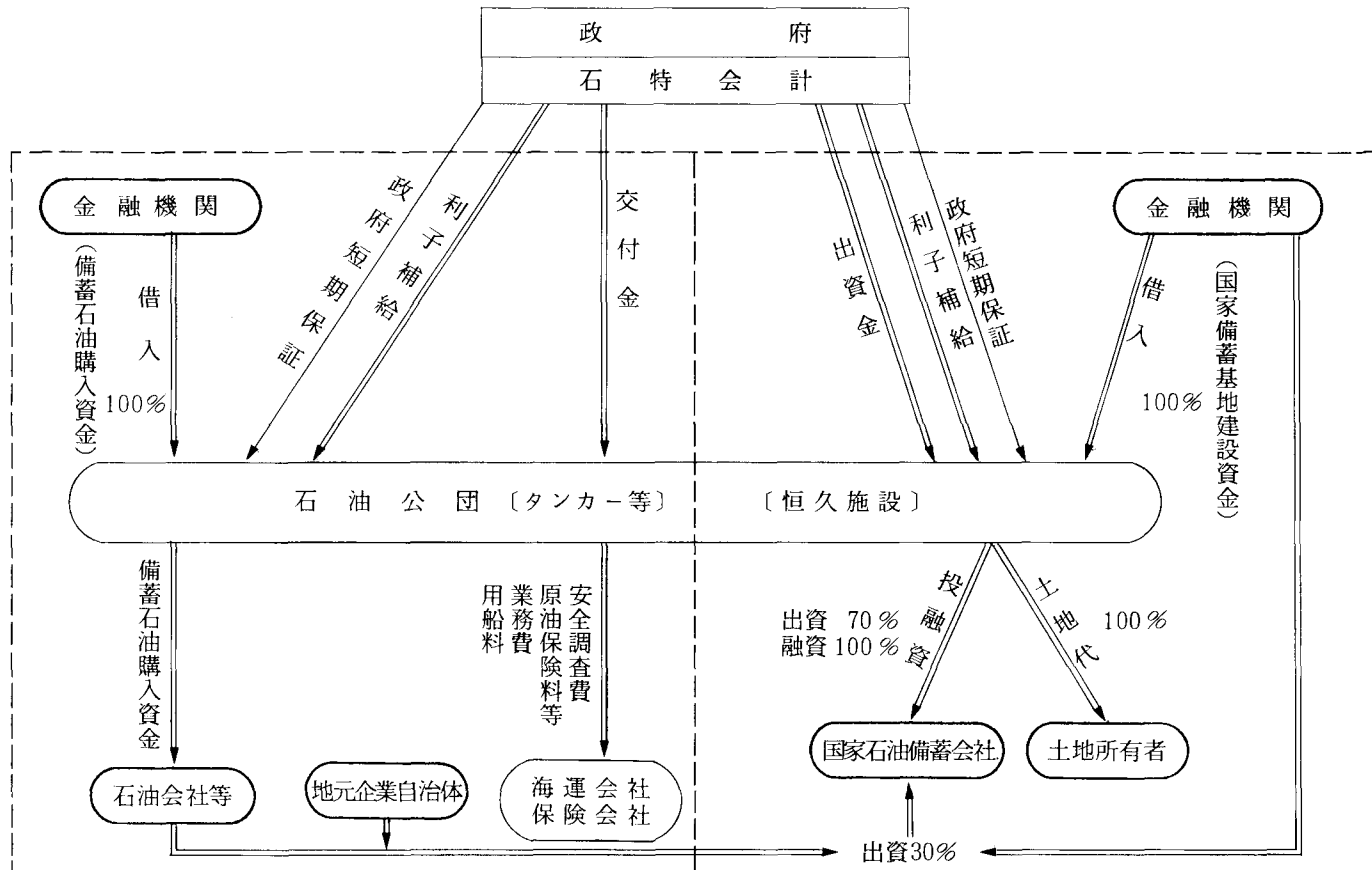 政府
石特会計
金融機関
（備蓄石油購入資金）
借入
100％
政府短期保証
利子補給
交付金
出資金
利子補給
政府短期保証
金融機関
借入
100％
（国家備蓄基地建設資金）
石油公団〔タンカー等〕
〔恒久施設〕
備蓄石油購入資金
安全調査費
原油保険料等
業務費
用船料
投融資
出資 70％
融資 100％
土地代
100％
石油会社等
地元企業自治体
海運会社
保険会社
国家石油備蓄会社
土地所有者
出資30％